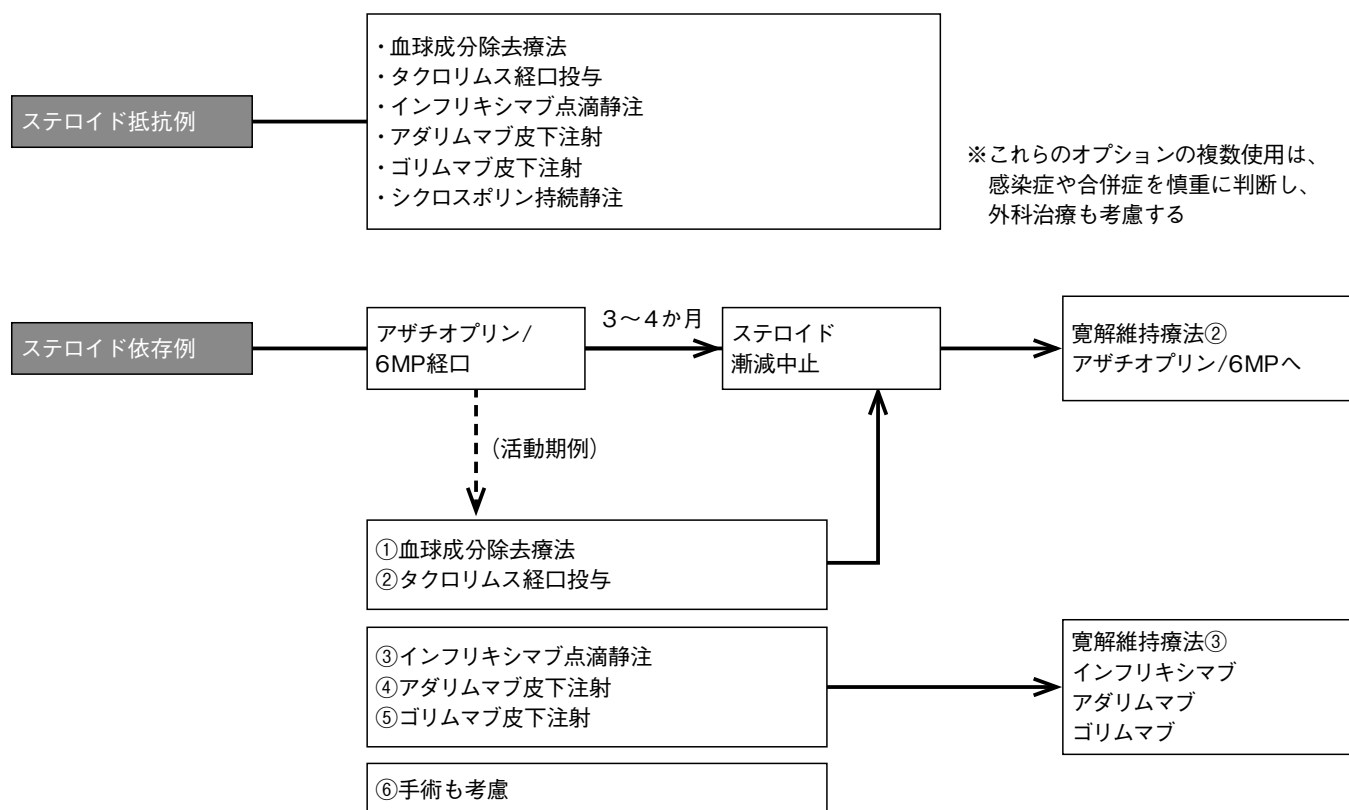 ステロイド抵抗例
・血球成分除去療法
・タクロリムス経口投与
・インフリキシマブ点滴静注
・アダリムマブ皮下注射
・ゴリムマブ皮下注射
・シクロスポリン持続静注
※これらのオプションの複数使用は、
感染症や合併症を慎重に判断し、
外科治療も考慮する
ステロイド依存例
アザチオプリン/
6MP経口
3〜4か月
ステロイド
漸減中止
寛解維持療法②
アザチオプリン/6MPへ
(活動期例)
①血球成分除去療法
②タクロリムス経口投与
③インフリキシマブ点滴静注
④アダリムマブ皮下注射
⑤ゴリムマブ皮下注射
寛解維持療法③
インフリキシマブ
アダリムマブ
ゴリムマブ
⑥手術も考慮